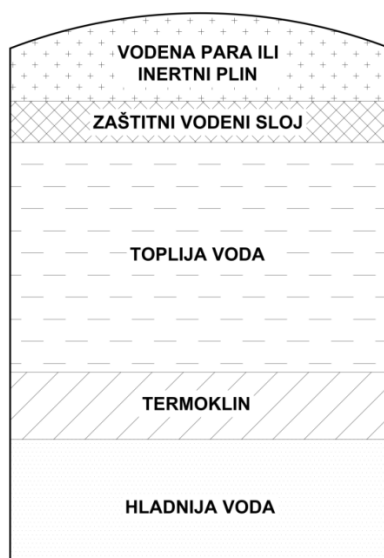 VODENA PARA ILI
INERTNI PLIN
ZAŠTITNI VODENI SLOJ
TOPLIJA VODA
TERMOKLIN
HLADNIJA VODA